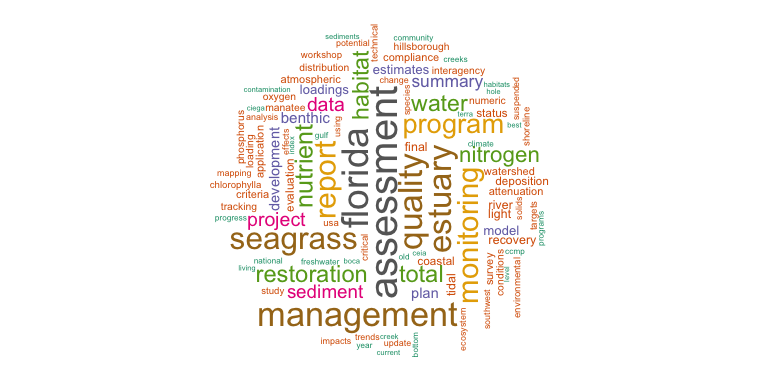 sediments
community
potential
technical
hillsborough
workshop
compliance
creeks
distribution
habitat
estimates
interagency
atmospheric
change
summary
habitats
contamination
loadings
hole
oxygen
species
suspended
ciega
manatee
data
water
numeric
analysis
benthic
terra
status
shoreline
phosphorus
using
program
best
loading
application
development
effects
index
nutrient
gulf
report
florida
assessment
quality
final
estuary
climate
nitrogen
mapping
evaluation
watershed
chlorophylla
deposition
criteria
attenuation
tracking
monitoring
river
solids
targets
progress
project
usa
light
programs
model
seagrass
critical
recovery
old
ceia
ccmp
national
freshwater
boca
coastal
survey
conditions
level
environmental
living
restoration
total
tidal
study
sediment
plan
southwest
management
ecosystem
impacts
trends
creek
year
update
bottom
current